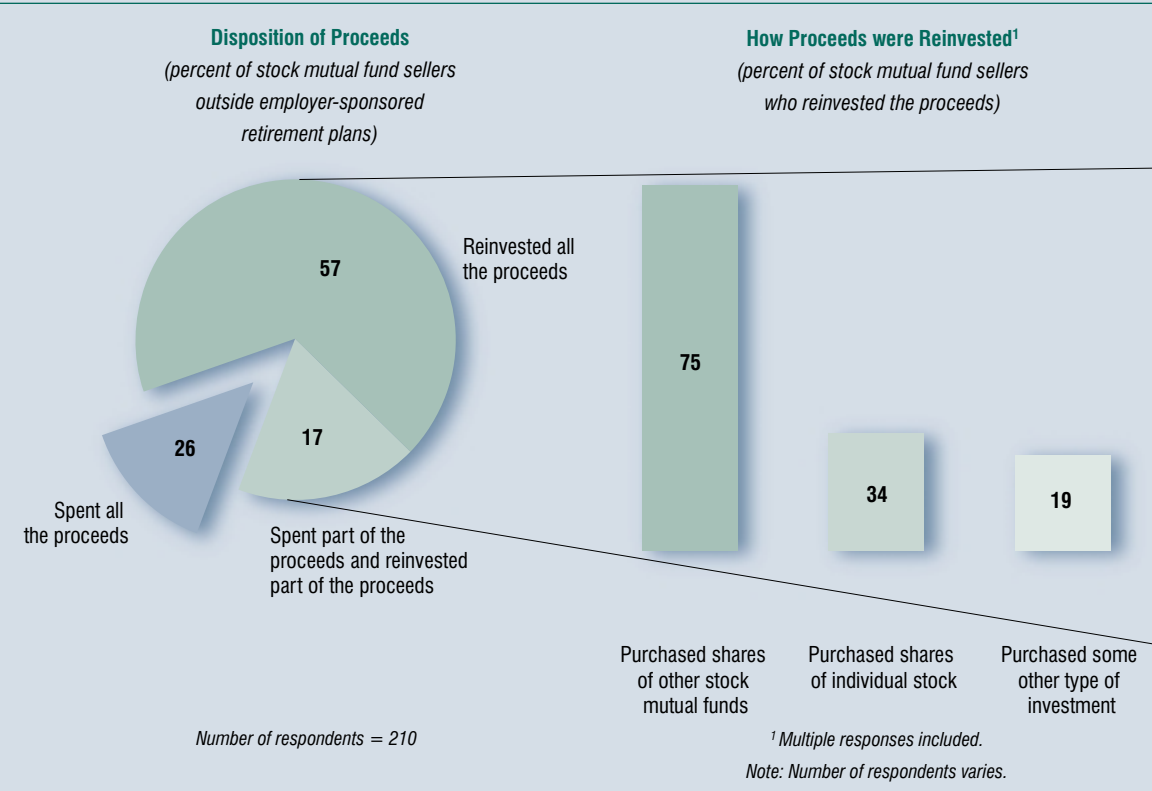 Disposition of Proceeds
(percent of stock mutual fund sellers
outside employer-sponsored
retirement plans)
57
Reinvested all
the proceeds
26
17
Spent all
the proceeds
Spent part of the
proceeds and reinvested
part of the proceeds
Number of respondents = 210
How Proceeds were Reinvested¹
(percent of stock mutual fund sellers
who reinvested the proceeds)
75
34
19
Purchased shares
of other stock
mutual funds
Purchased shares
of individual stock
Purchased some
other type of
investment
¹ Multiple responses included.
Note: Number of respondents varies.